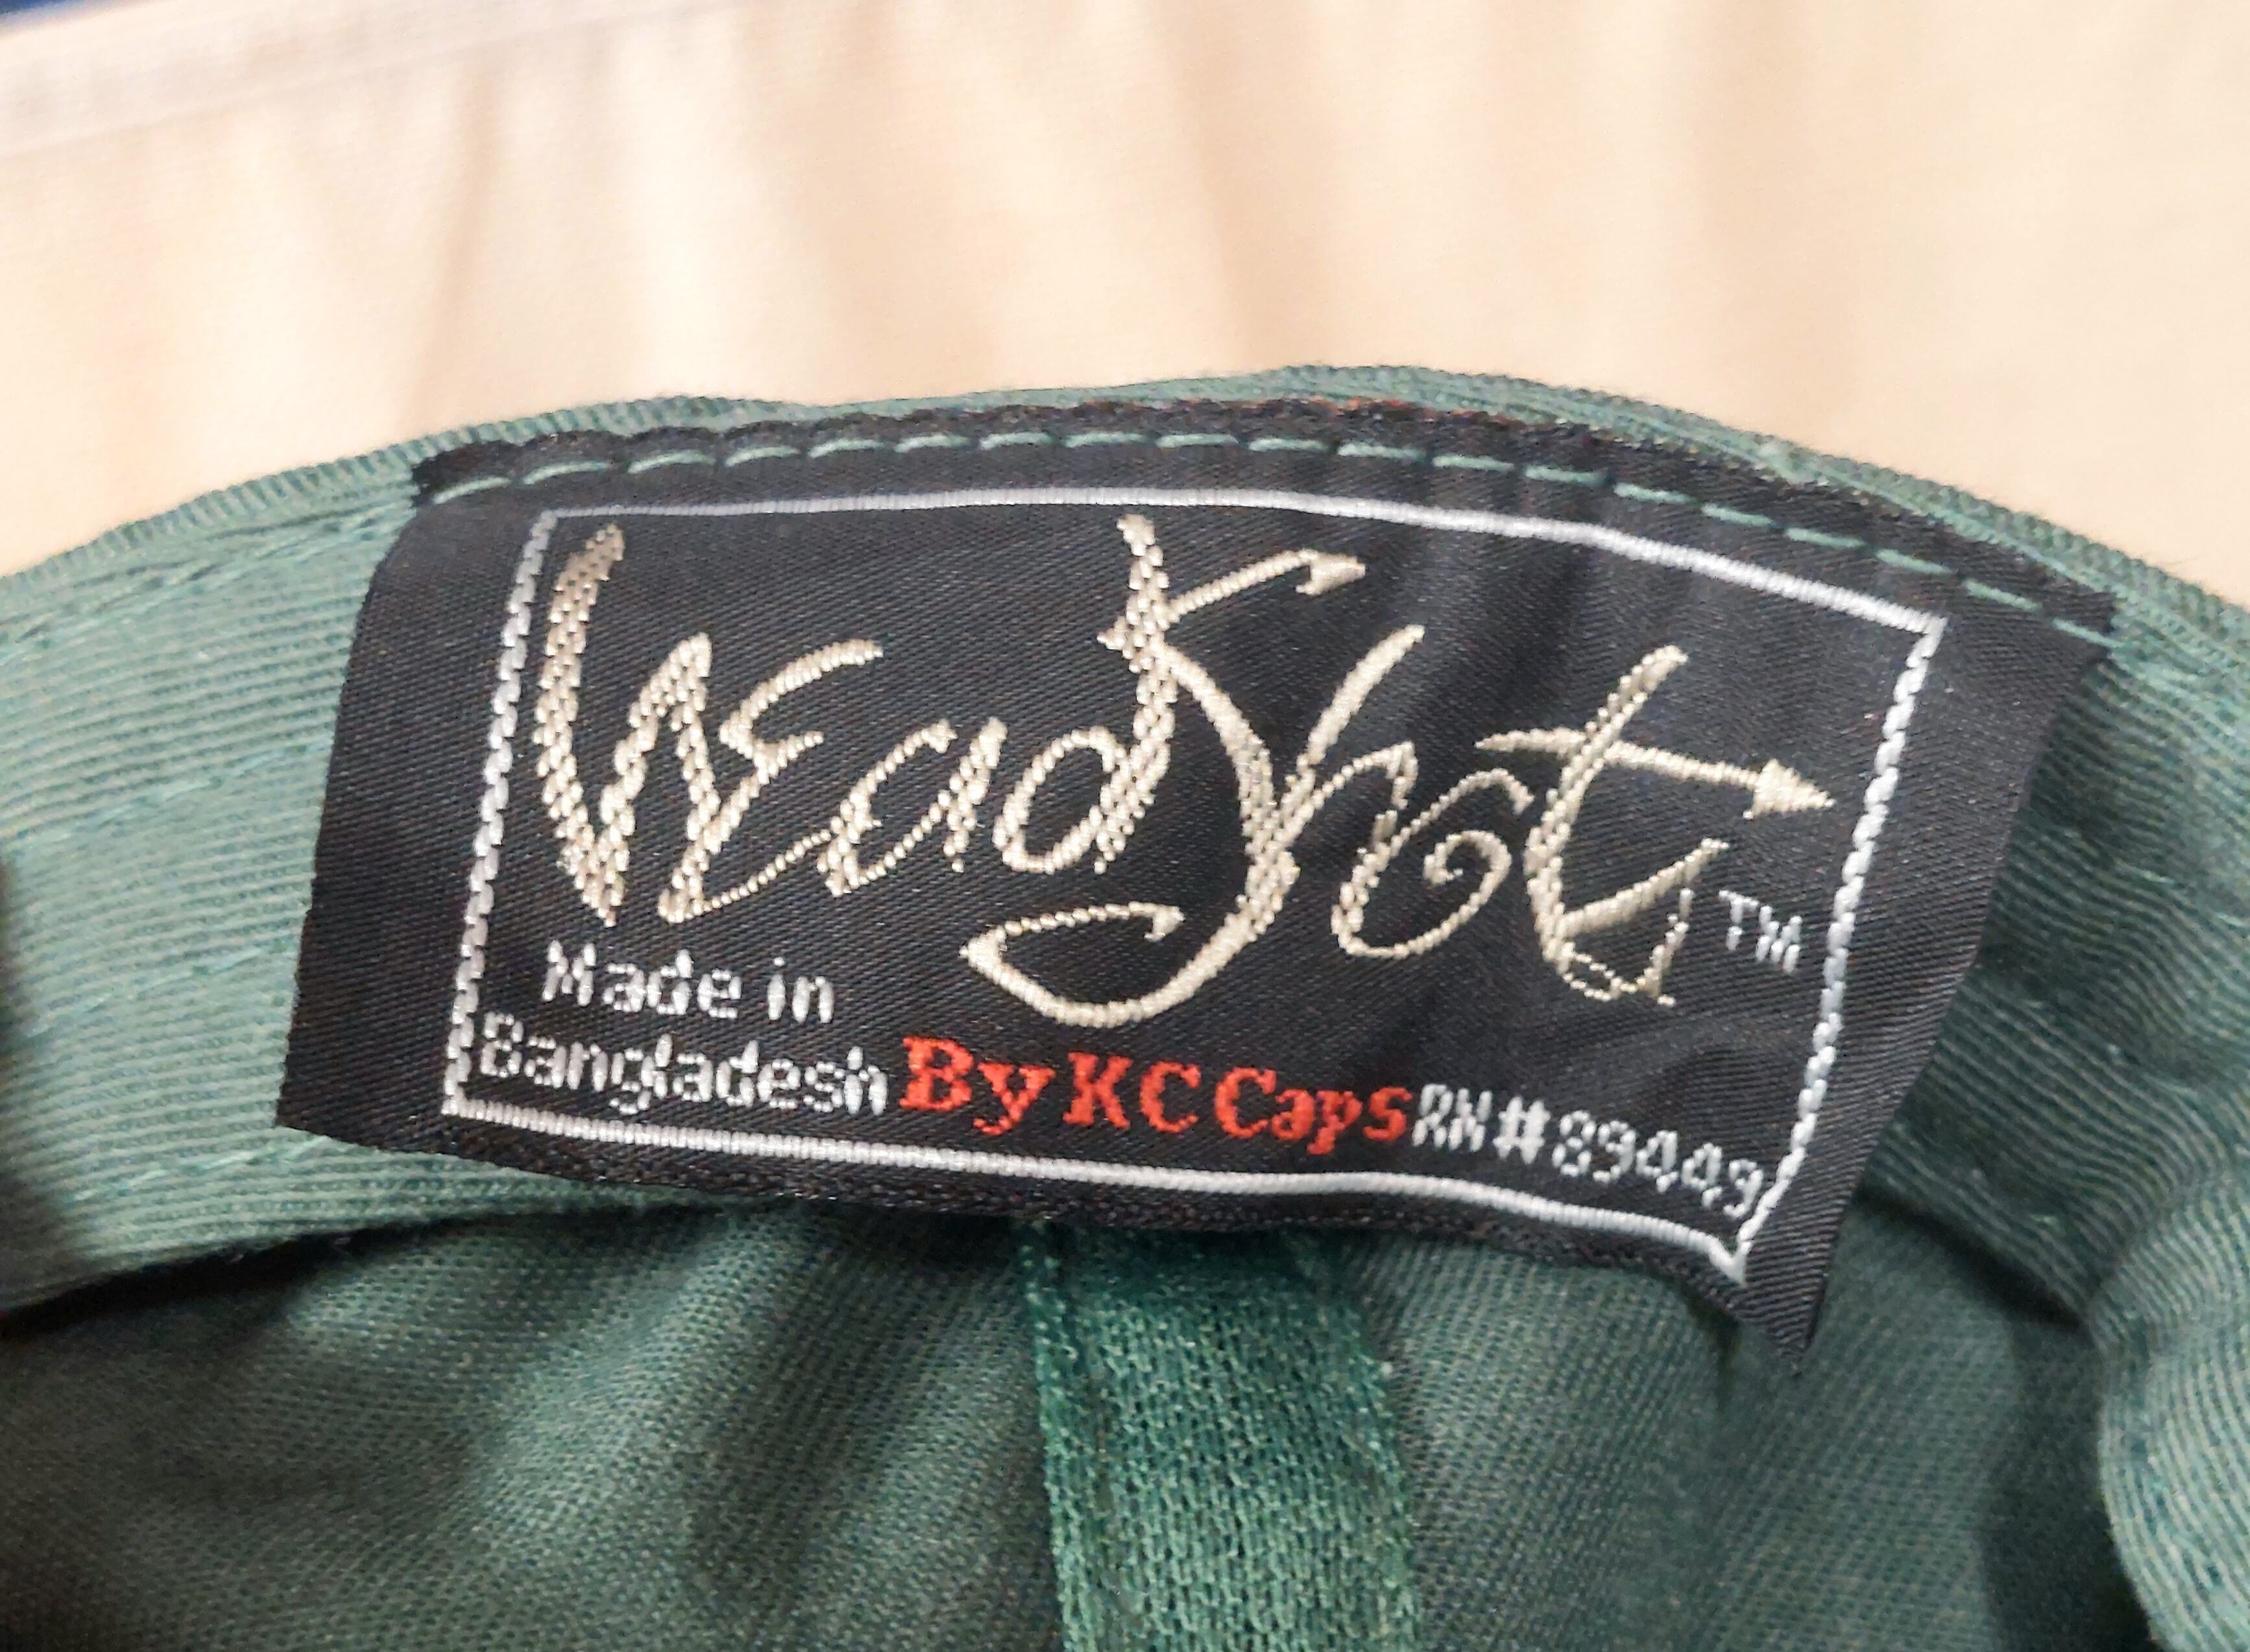 HeadShots™
Made in
Bangladesh By KC Caps RN#89449